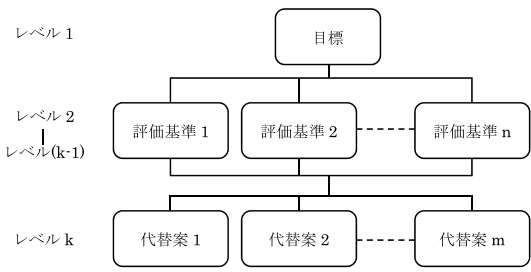 レベル 1
目標
レベル 2
評価基準 1
評価基準 2
評価基準 n
レベル(k-1)
レベル k
代替案 1
代替案 2
代替案 m